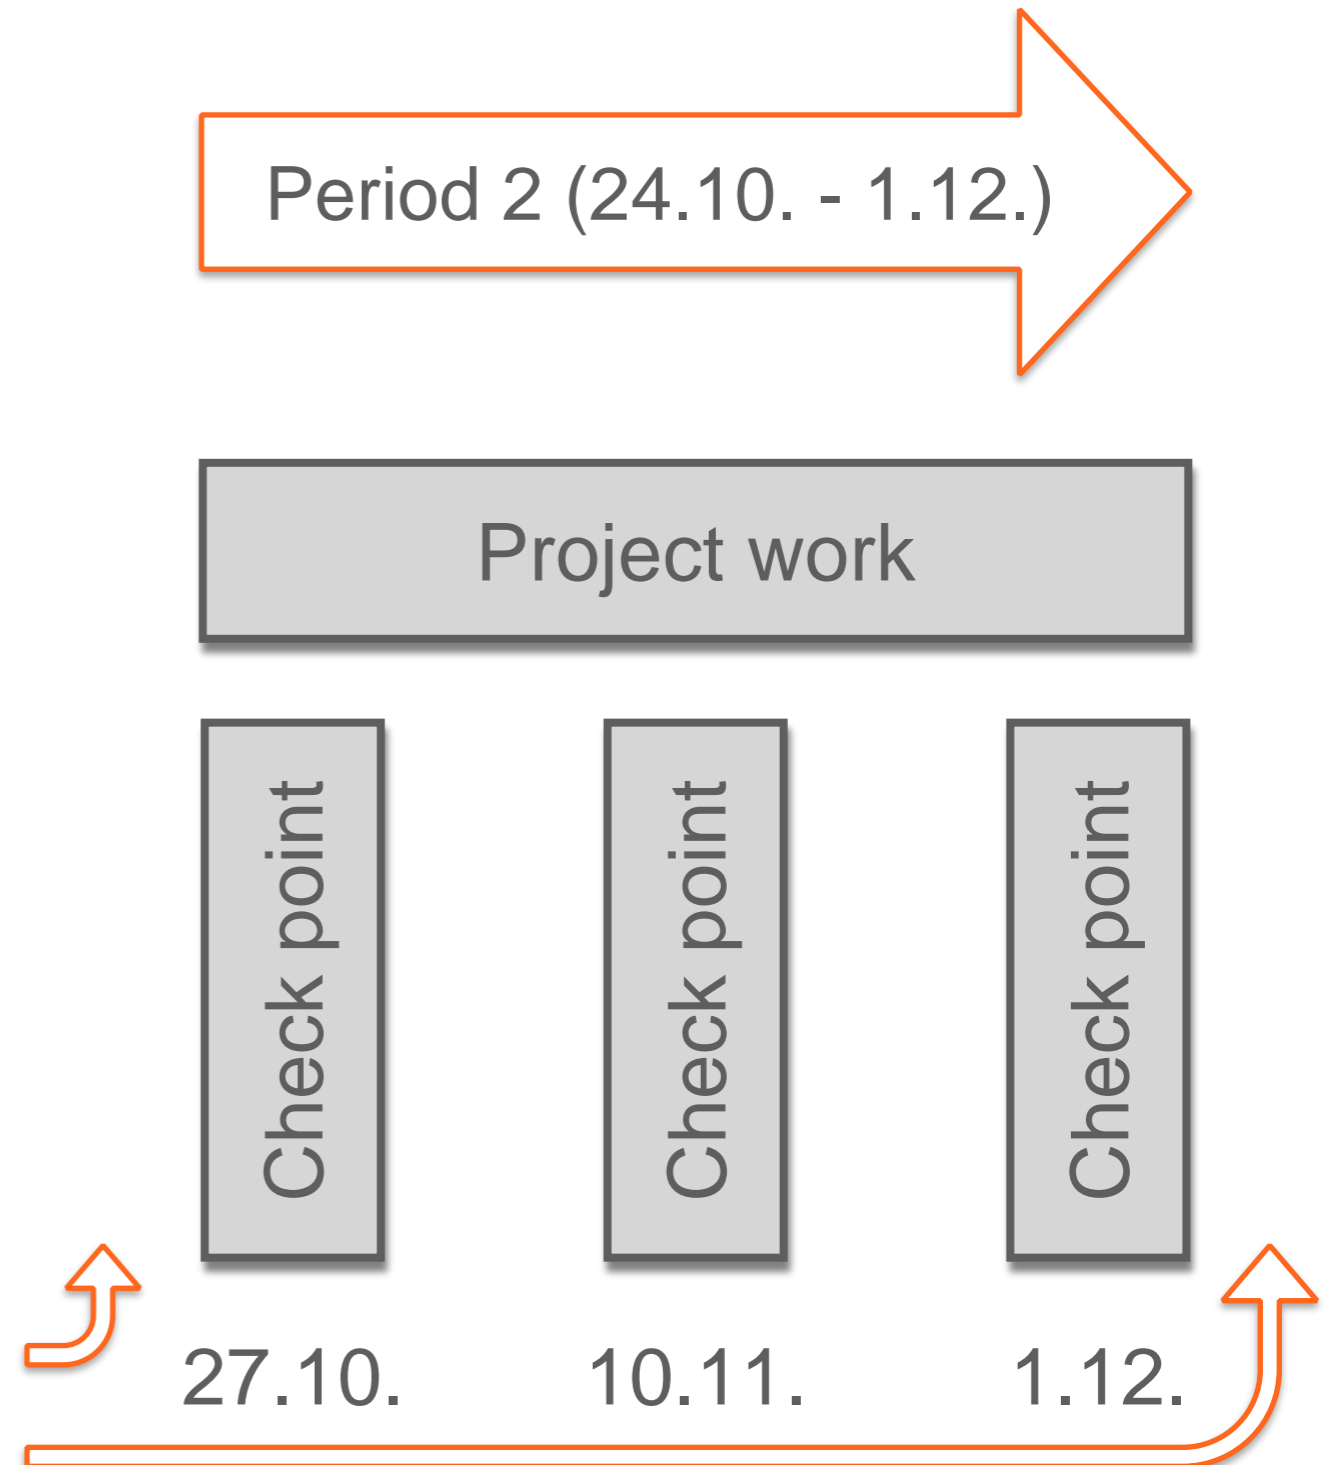 Period 2 (24.10. - 1.12.)
Project work
Check point
Check point
Check point
27.10.
10.11.
1.12.